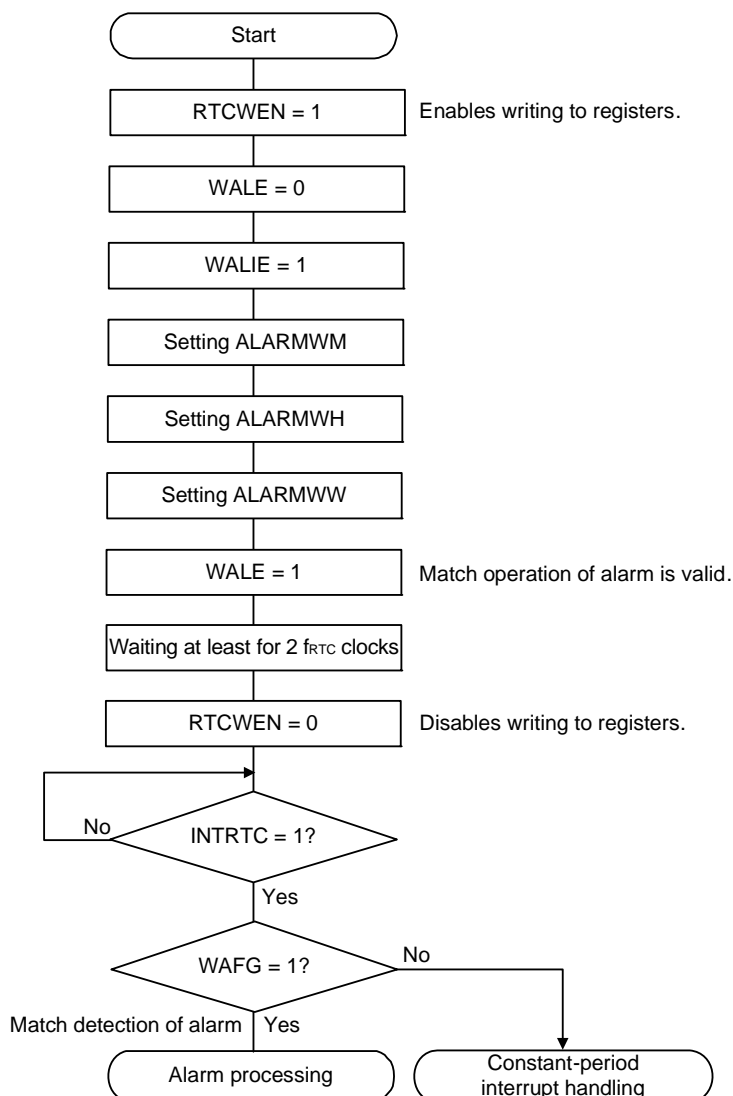 Start
RTCWEN = 1
Enables writing to registers.
WALE = 0
WALIE = 1
Setting ALARMWM
Setting ALARMWH
Setting ALARMWW
WALE = 1
Match operation of alarm is valid.
Waiting at least for 2 fRTC clocks
RTCWEN = 0
Disables writing to registers.
No
INTRTC = 1?
Yes
No
WAFG = 1?
Match detection of alarm
Yes
Alarm processing
Constant-period
interrupt handling